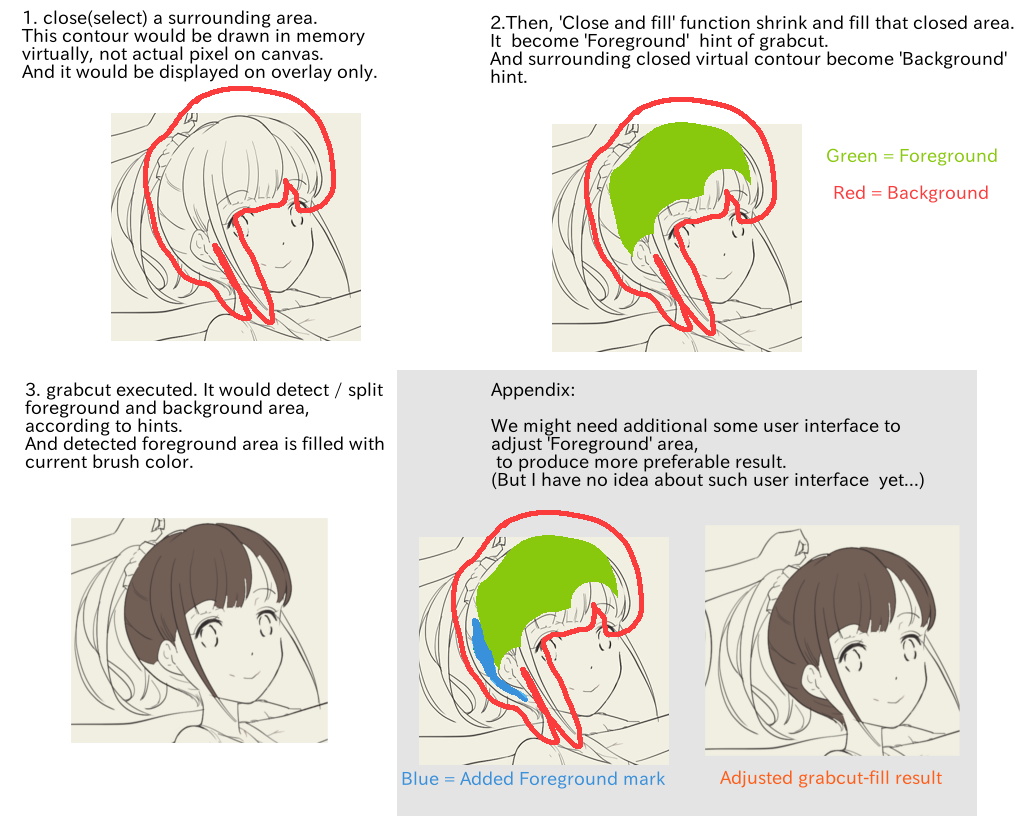 1. close(select) a surrounding area.
This contour would be drawn in memory
virtually, not actual pixel on canvas.
And it would be displayed on overlay only.
2.Then, 'Close and fill' function shrink and fill that closed area.
It  become 'Foreground'  hint of grabcut.
And surrounding closed virtual contour become 'Background'
hint.
Green = Foreground
Red = Background
3. grabcut executed. It would detect / split
foreground and background area,
according to hints.
And detected foreground area is filled with
current brush color.
Appendix:
We might need additional some user interface to
adjust 'Foreground' area,
to produce more preferable result.
(But I have no idea about such user interface  yet...)
Blue = Added Foreground mark
Adjusted grabcut-fill result